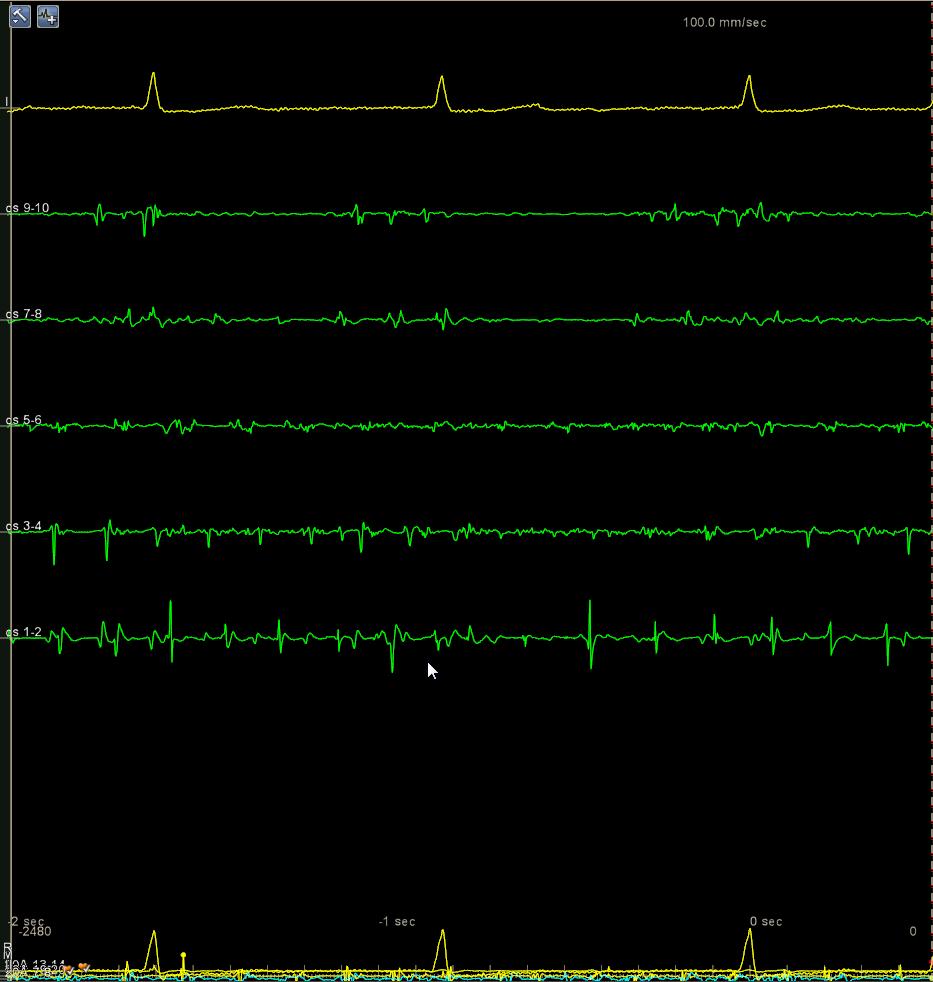 100.0 mm/sec
I
cs 9-10
cs 7-8
cs 5-6
cs 3-4
cs 1-2
-2 sec
-1 sec
0 sec
-2480
0